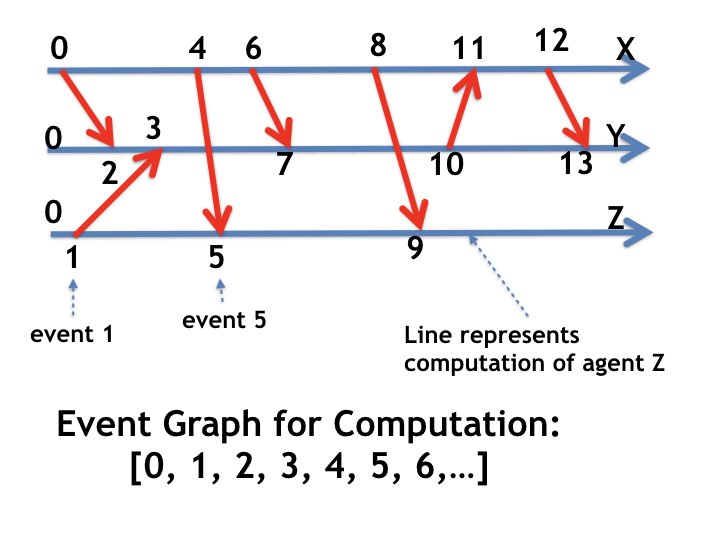 0 4 6 8 11 12 X
0 3 Y
2 7 10 13
0 Z
1 5 9
event 1
event 5
Line represents
computation of agent Z
Event Graph for Computation:
[0, 1, 2, 3, 4, 5, 6,...]